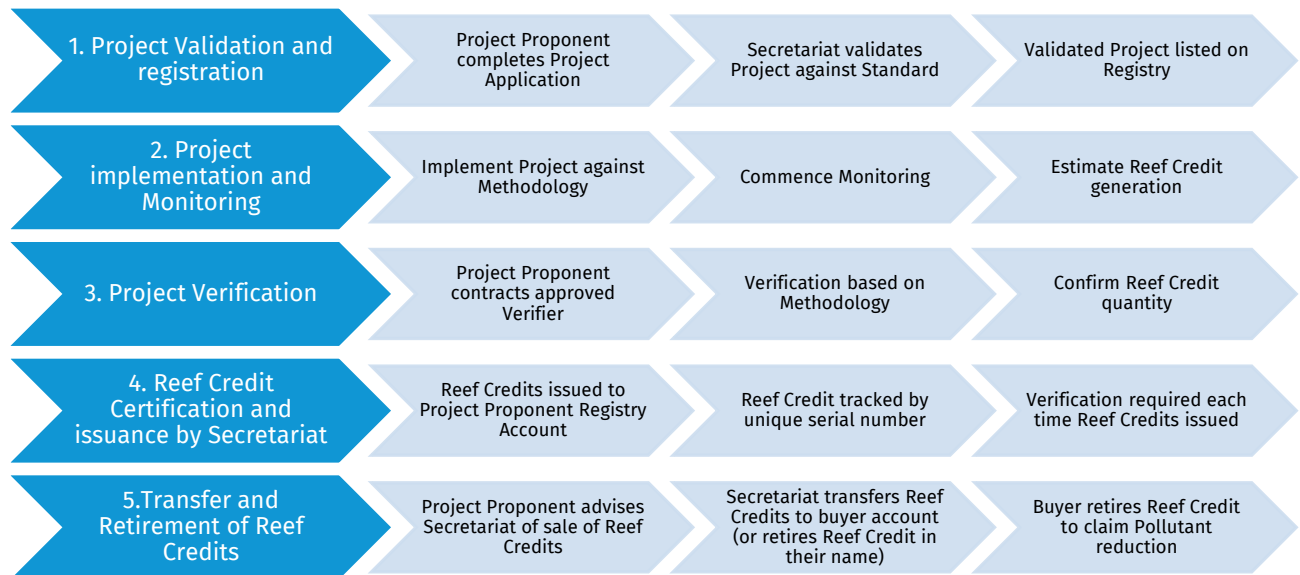 1. Project Validation and
registration
Project Proponent
completes Project
Application
Secretariat validates
Project against Standard
Validated Project listed on
Registry
2. Project
implementation and
Monitoring
Implement Project against
Methodology
Commence Monitoring
Estimate Reef Credit
generation
3. Project Verification
Project Proponent
contracts approved
Verifier
Verification based on
Methodology
Confirm Reef Credit
quantity
4. Reef Credit
Certification and
issuance by Secretariat
Reef Credits issued to
Project Proponent Registry
Account
Reef Credit tracked by
unique serial number
Verification required each
time Reef Credits issued
5.Transfer and
Retirement of Reef
Credits
Project Proponent advises
Secretariat of sale of Reef
Credits
Secretariat transfers Reef
Credits to buyer account
(or retires Reef Credit in
their name)
Buyer retires Reef Credit
to claim Pollutant
reduction